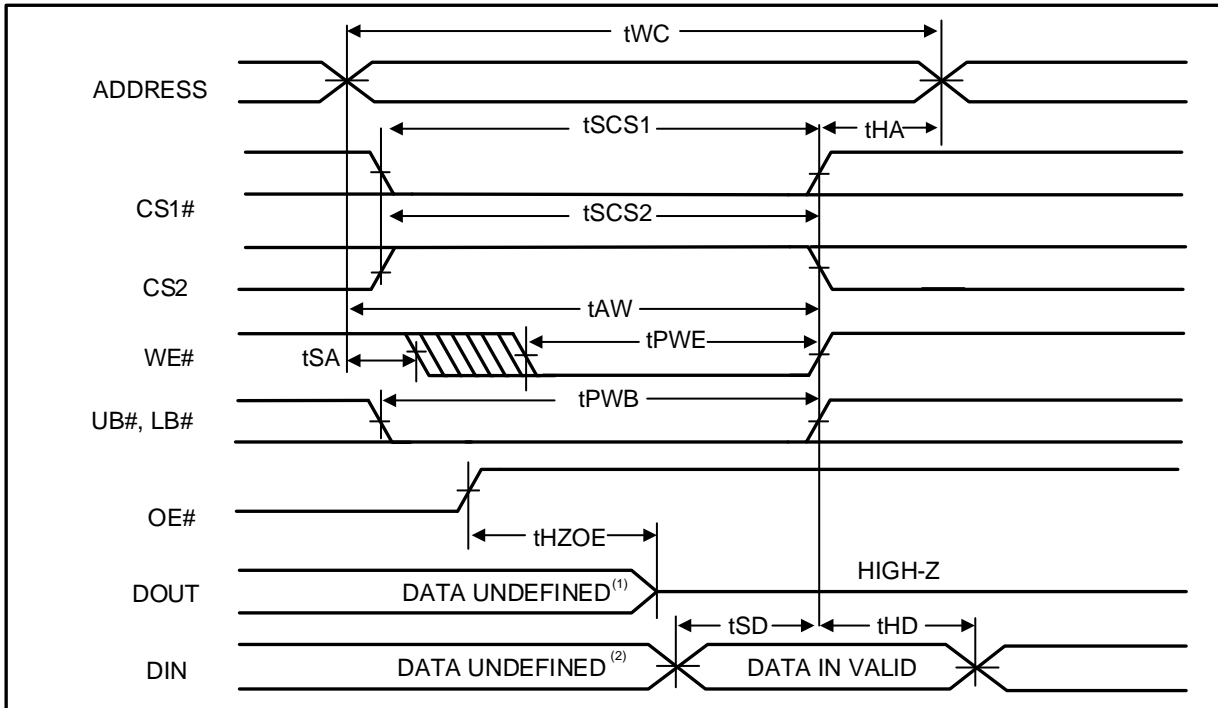 tWC
ADDRESS
tSCS1
tHA
CS1#
tSCS2
CS2
tAW
WE#
tSA
tPWE
UB#, LB#
tPWB
OE#
tHZOE
DOUT
DATA UNDEFINED(1)
HIGH-Z
tSD
tHD
DIN
DATA UNDEFINED (2)
DATA IN VALID